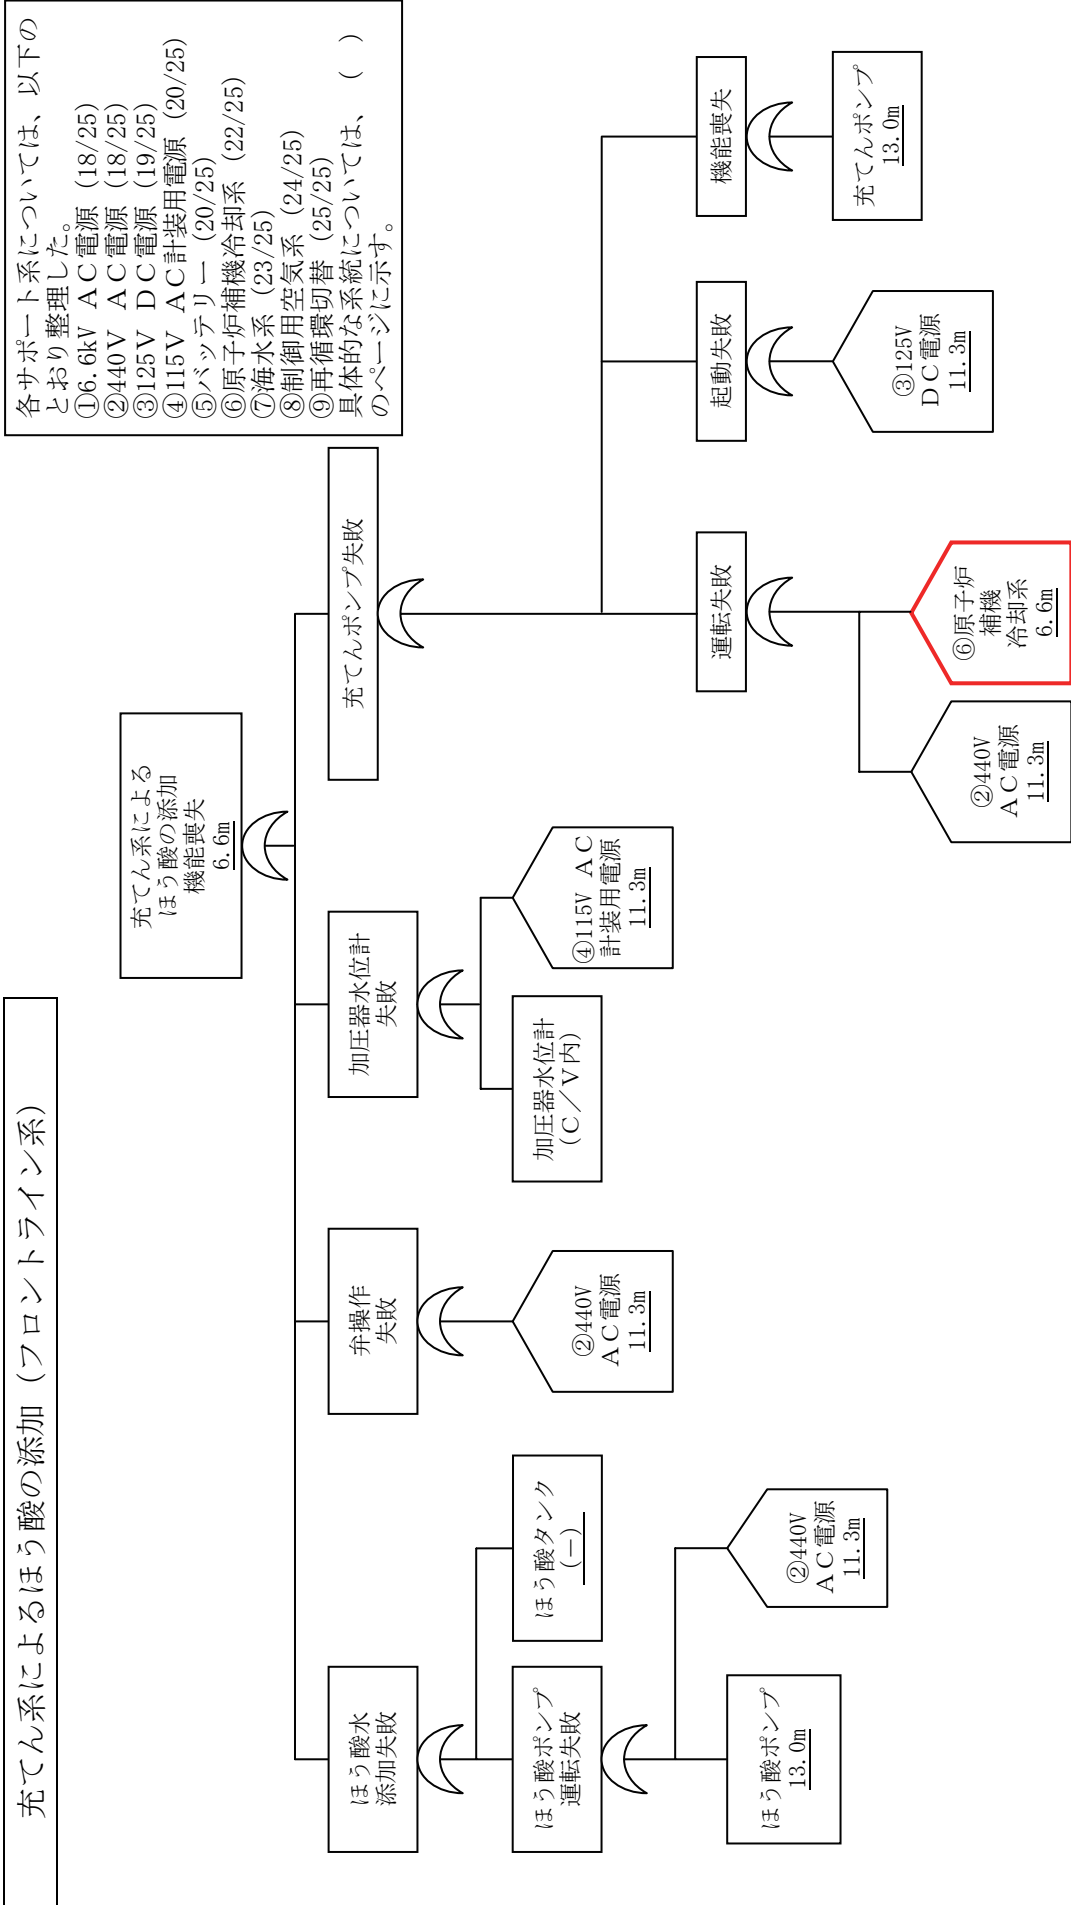 充てん系によるほう酸の添加（フロントライン系）
各サポート系については、以下の
とおり整理した。
①6.6kV ＡＣ電源（18/25）
②440V ＡＣ電源（18/25）
③125V ＤＣ電源（19/25）
④115V ＡＣ計装用電源（20/25）
⑤バッテリー（20/25）
⑥原子炉補機冷却系（22/25）
⑦海水系（23/25）
⑧制御用空気系（24/25）
⑨再循環切替（25/25）
具体的な系統については、（ ）
のページに示す。
充てん系による
ほう酸の添加
機能喪失
6.6m
ほう酸水
添加失敗
弁操作
失敗
加圧器水位計
失敗
充てんポンプ失敗
ほう酸ポンプ
運転失敗
ほう酸タンク
(－)
②440V
ＡＣ電源
11.3m
加圧器水位計
（Ｃ／Ｖ内）
④115V ＡＣ
計装用電源
11.3m
運転失敗
起動失敗
機能喪失
ほう酸ポンプ
13.0m
②440V
ＡＣ電源
11.3m
②440V
ＡＣ電源
11.3m
⑥原子炉
補機
冷却系
6.6m
③125V
ＤＣ電源
11.3m
充てんポンプ
13.0m